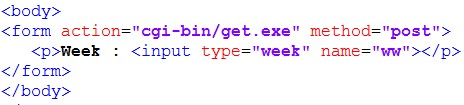 <body>
<form action="cgi-bin/get.exe" method="post">
<p>Week : <input type="week" name="ww"></p>
</form>
</body>